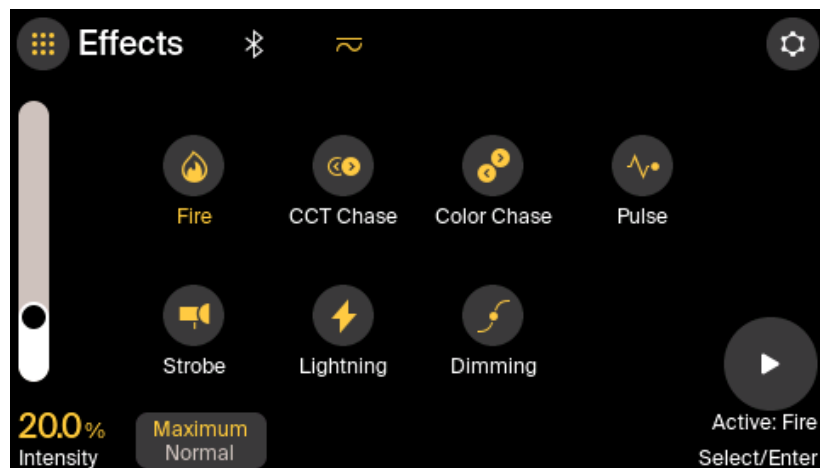 Effects
Fire
CCT Chase
Color Chase
Pulse
Strobe
Lightning
Dimming
20.0%
Intensity
Maximum
Normal
Active: Fire
Select/Enter